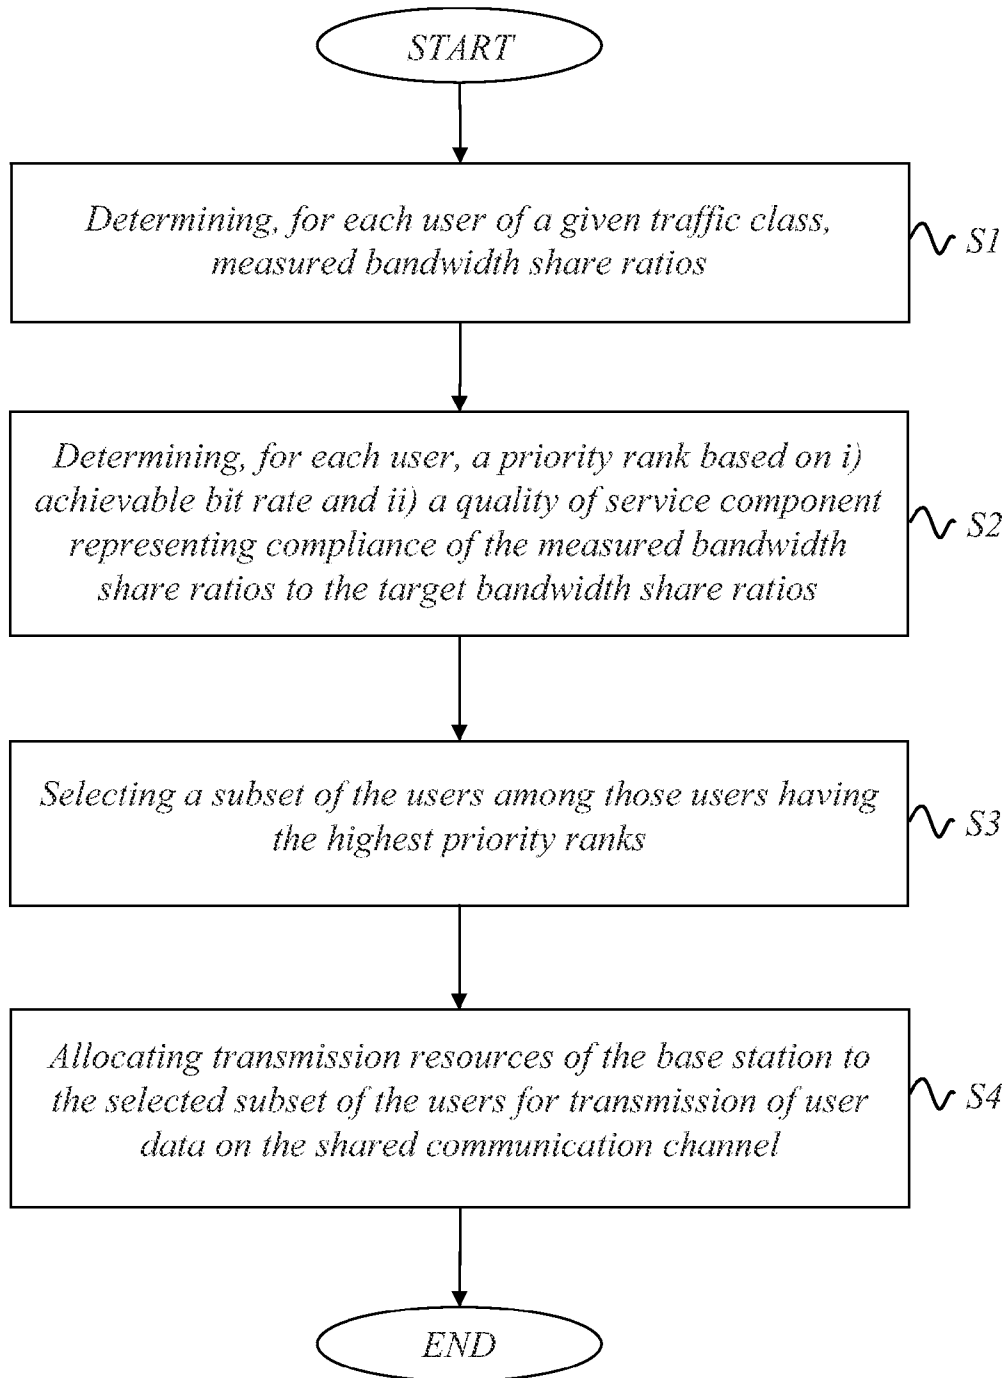 START
Determining, for each user of a given traffic class,
measured bandwidth share ratios
S1
Determining, for each user, a priority rank based on i)
achievable bit rate and ii) a quality of service component
representing compliance of the measured bandwidth
share ratios to the target bandwidth share ratios
S2
Selecting a subset of the users among those users having
the highest priority ranks
S3
Allocating transmission resources of the base station to
the selected subset of the users for transmission of user
data on the shared communication channel
S4
END